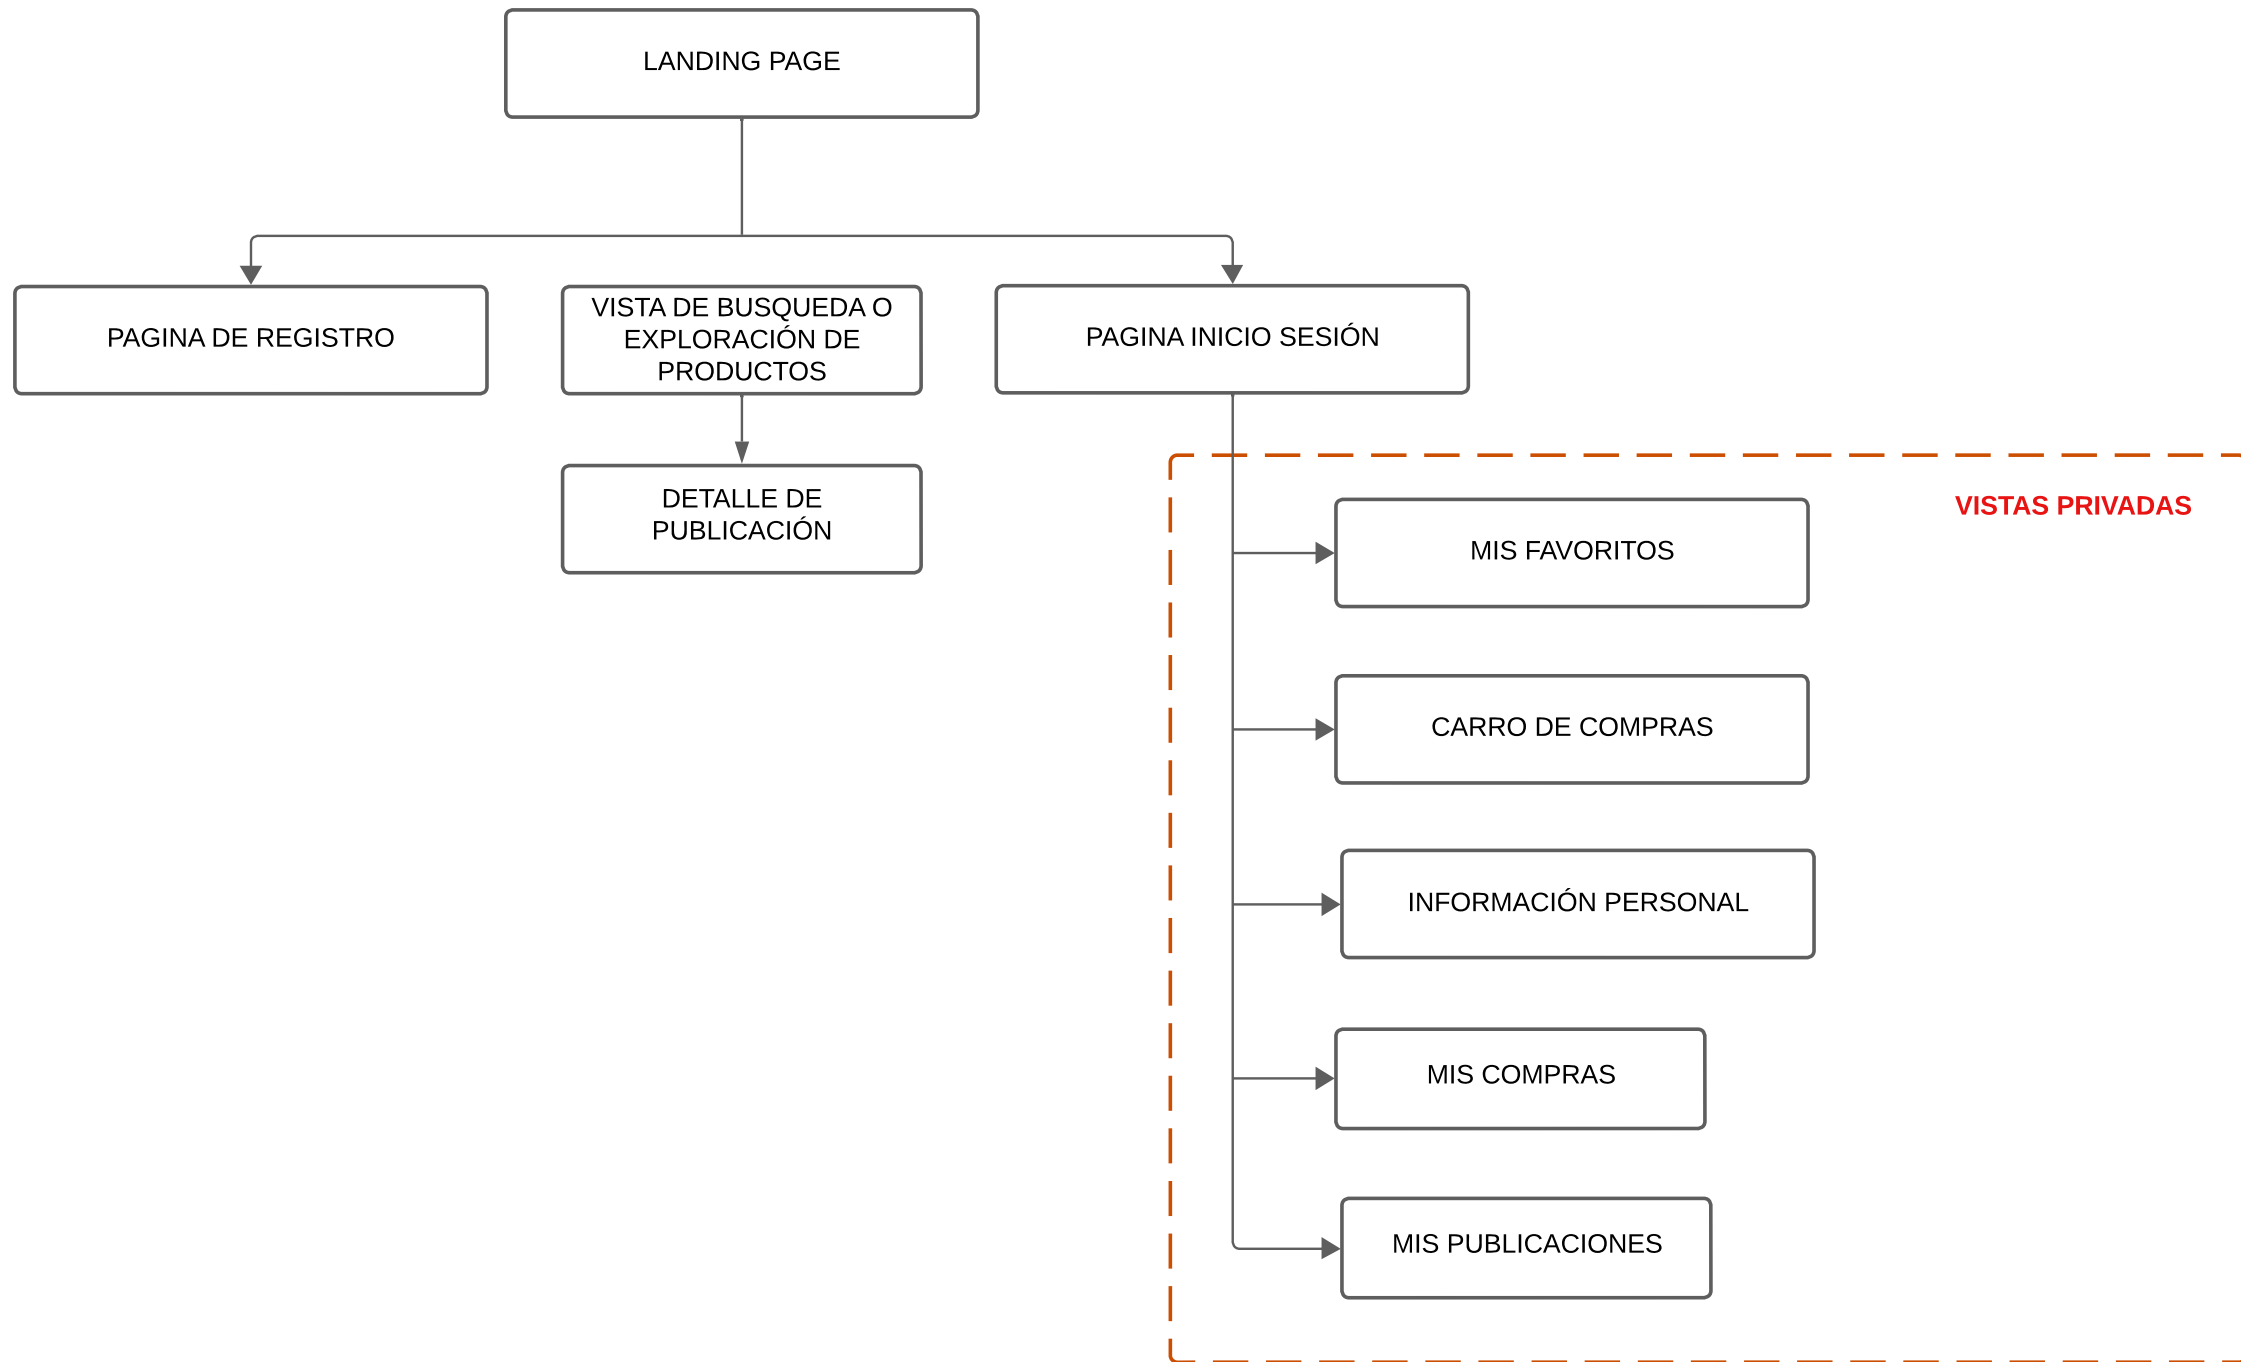 LANDING PAGE
PAGINA DE REGISTRO
VISTA DE BUSQUEDA O
EXPLORACIÓN DE
PRODUCTOS
PAGINA INICIO SESIÓN
DETALLE DE
PUBLICACIÓN
VISTAS PRIVADAS
MIS FAVORITOS
CARRO DE COMPRAS
INFORMACIÓN PERSONAL
MIS COMPRAS
MIS PUBLICACIONES